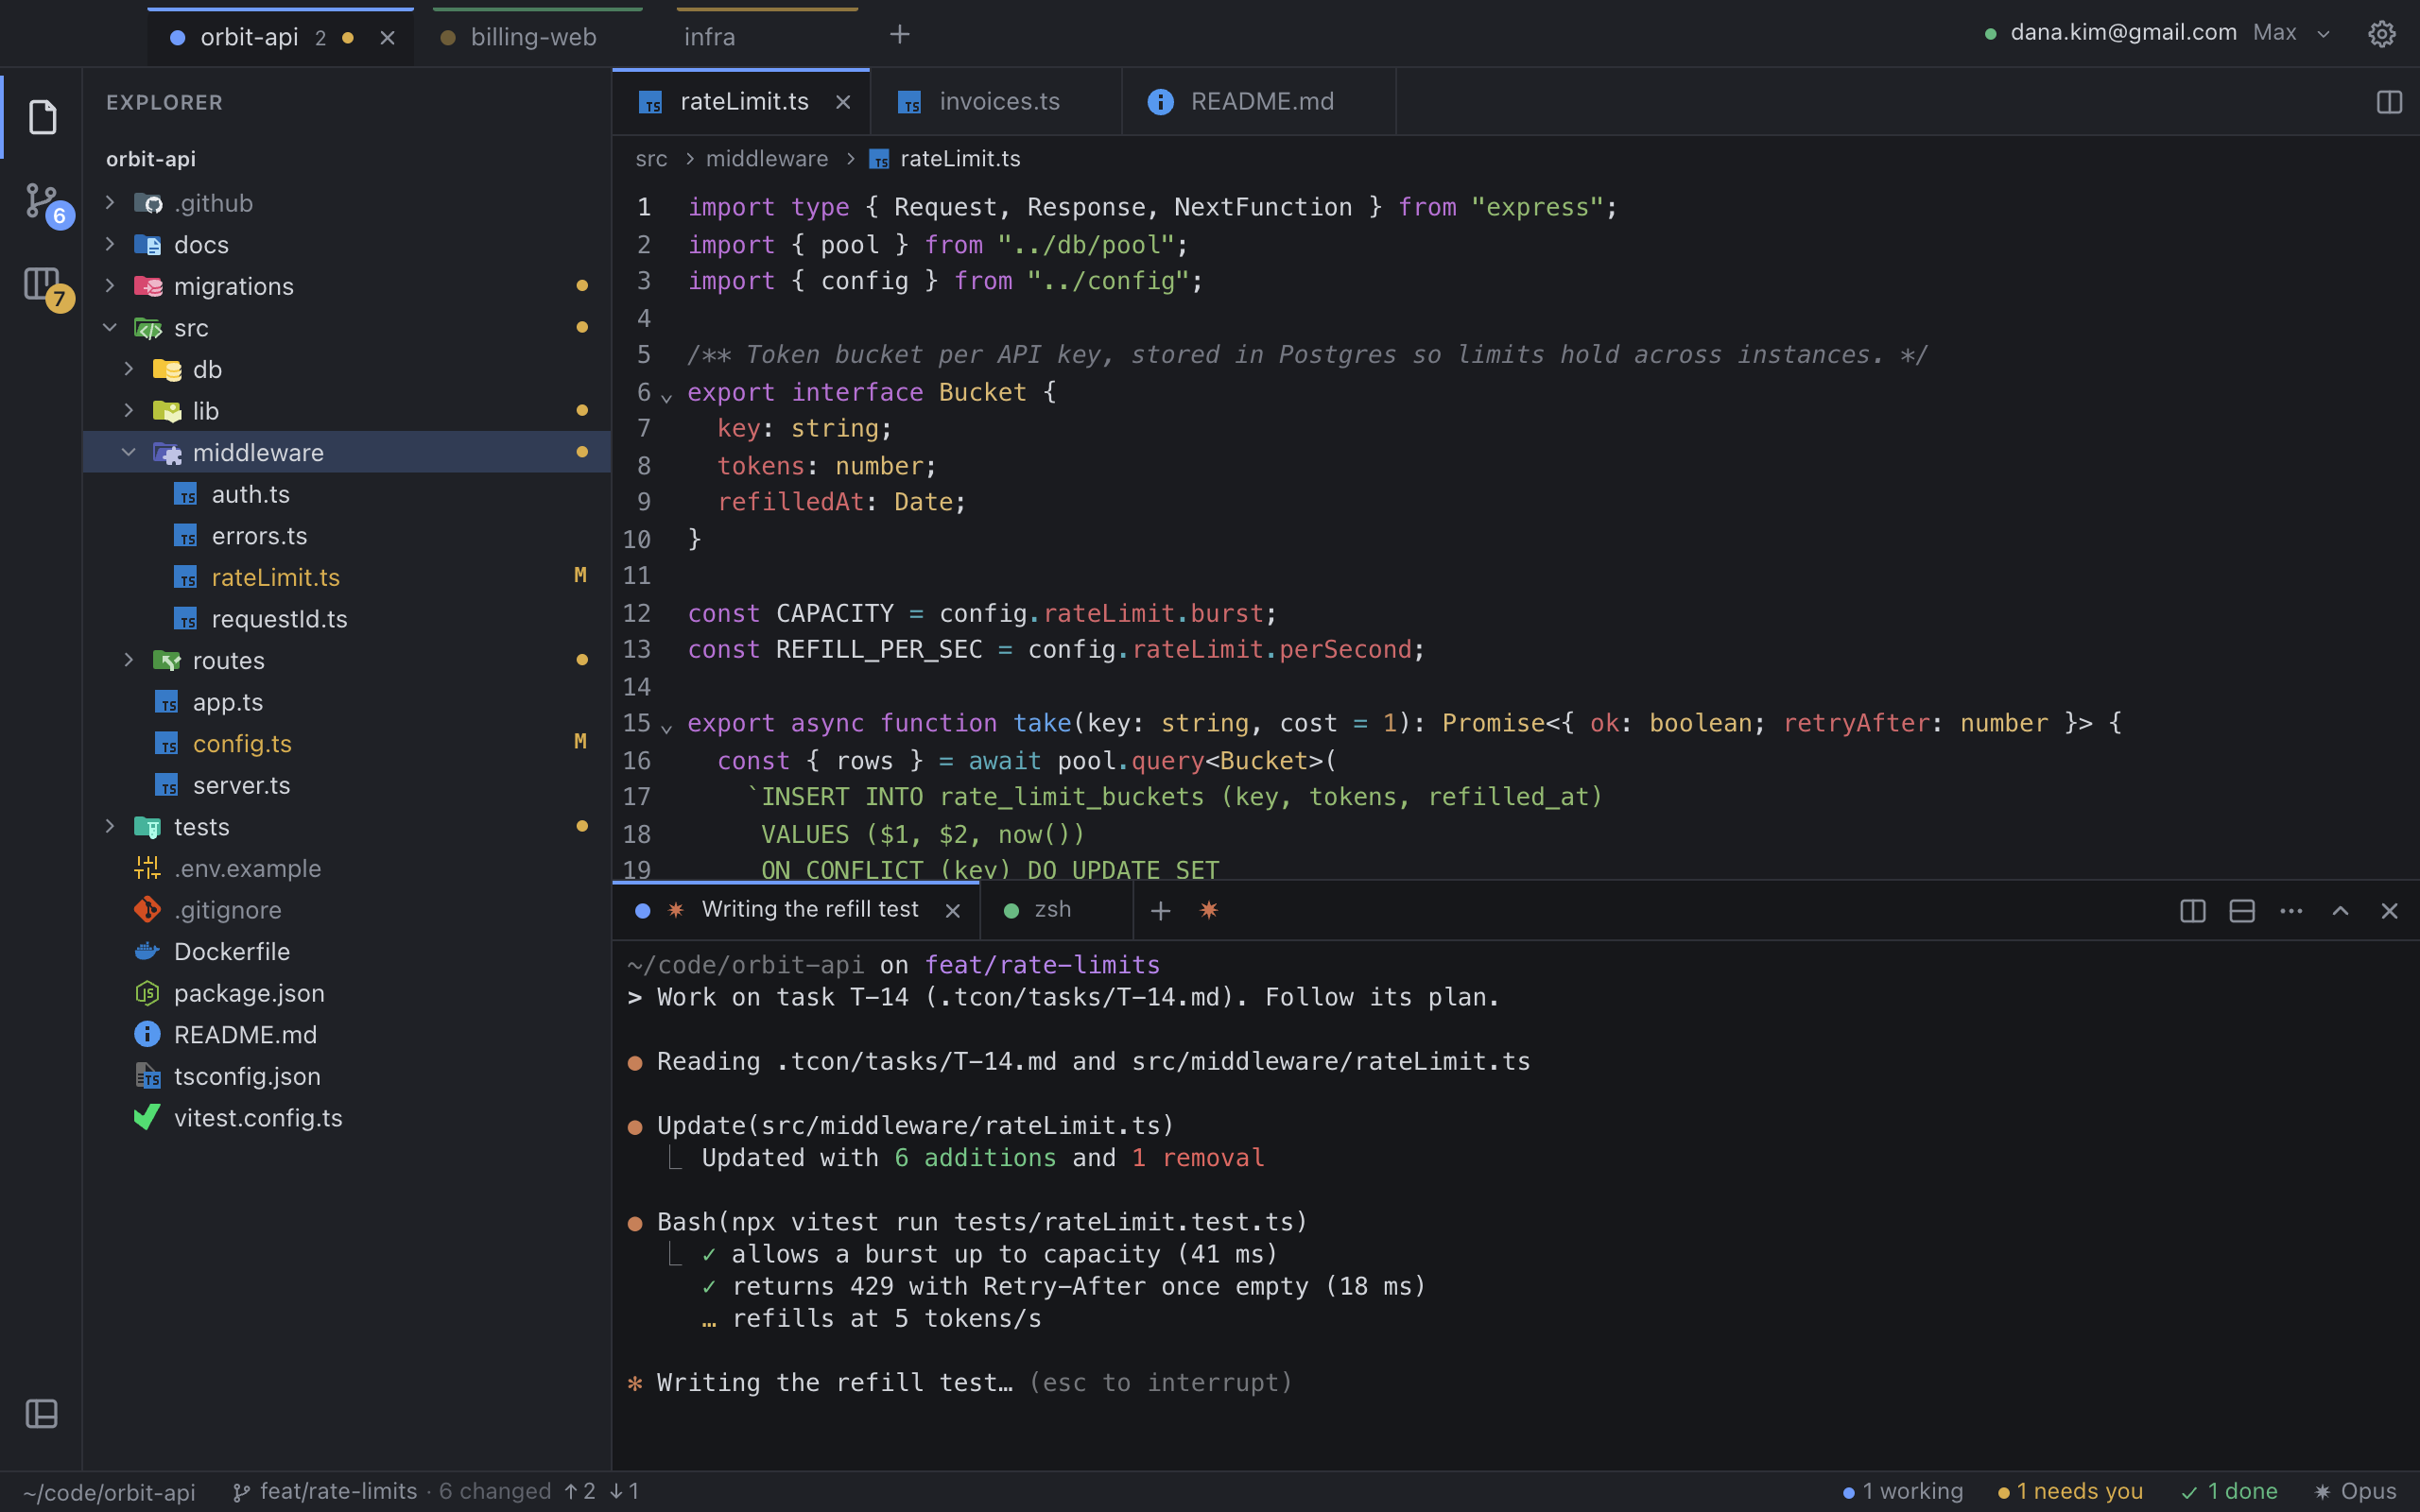 orbit-api 2
billing-web
infra
dana.kim@gmail.com Max
EXPLORER
orbit-api
.github
docs
migrations
src
db
lib
middleware
auth.ts
errors.ts
rateLimit.ts M
requestId.ts
routes
app.ts
config.ts M
server.ts
tests
.env.example
.gitignore
Dockerfile
package.json
README.md
tsconfig.json
vitest.config.ts
6
7
rateLimit.ts
invoices.ts
README.md
src > middleware > rateLimit.ts
1 import type { Request, Response, NextFunction } from "express";
2 import { pool } from "../db/pool";
3 import { config } from "../config";
4
5 /** Token bucket per API key, stored in Postgres so limits hold across instances. */
6 export interface Bucket {
7 key: string;
8 tokens: number;
9 refilledAt: Date;
10 }
11
12 const CAPACITY = config.rateLimit.burst;
13 const REFILL_PER_SEC = config.rateLimit.perSecond;
14
15 export async function take(key: string, cost = 1): Promise<{ ok: boolean; retryAfter: number }> {
16 const { rows } = await pool.query<Bucket>(
17 `INSERT INTO rate_limit_buckets (key, tokens, refilled_at)
18 VALUES ($1, $2, now())
19 ON CONFLICT (key) DO UPDATE SET
Writing the refill test
zsh
~/code/orbit-api on feat/rate-limits
> Work on task T-14 (.tcon/tasks/T-14.md). Follow its plan.
Reading .tcon/tasks/T-14.md and src/middleware/rateLimit.ts
Update(src/middleware/rateLimit.ts)
Updated with 6 additions and 1 removal
Bash(npx vitest run tests/rateLimit.test.ts)
✓ allows a burst up to capacity (41 ms)
✓ returns 429 with Retry-After once empty (18 ms)
… refills at 5 tokens/s
✻ Writing the refill test… (esc to interrupt)
~/code/orbit-api
feat/rate-limits · 6 changed ↑2 ↓1
1 working
1 needs you
✓ 1 done
Opus